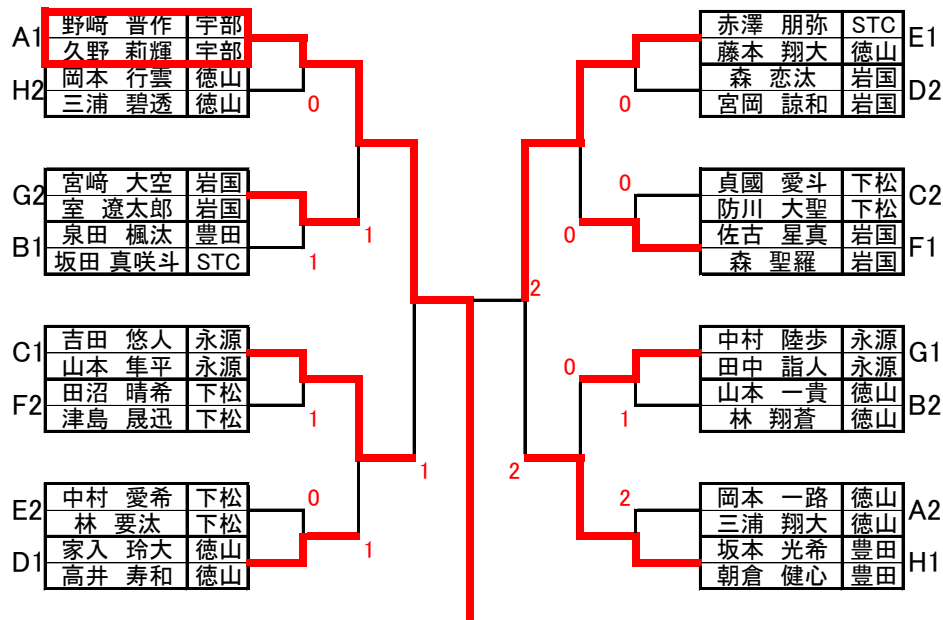 A1 野﨑 晋作 宇部
久野 莉輝 宇部
H2 岡本 行雲 徳山
三浦 碧透 徳山
0
G2 宮﨑 大空 岩国
室 遼太郎 岩国
B1 泉田 楓汰 豊田
坂田 真咲斗 STC
1
1
C1 吉田 悠人 永源
山本 隼平 永源
F2 田沼 晴希 下松
津島 晟迅 下松
1
E2 中村 愛希 下松
林 要汰 下松
D1 家入 玲大 徳山
高井 寿和 徳山
0
1
1
2
赤澤 朋弥 STC E1
藤本 翔大 徳山
森 恋汰 岩国 D2
宮岡 諒和 岩国
0
0
貞國 愛斗 下松 C2
防川 大聖 下松
佐古 星真 岩国 F1
森 聖羅 岩国
0
中村 陸歩 永源 G1
田中 詣人 永源
山本 一貴 徳山 B2
林 翔蒼 徳山
0
1
岡本 一路 徳山 A2
三浦 翔大 徳山
坂本 光希 豊田 H1
朝倉 健心 豊田
2
2